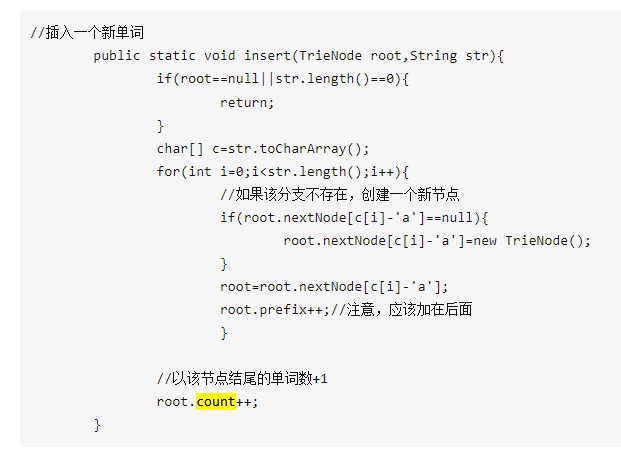 //插入一个新单词
public static void insert(TrieNode root,String str){
if(root==null||str.length()==0){
return;
}
char[] c=str.toCharArray();
for(int i=0;i<str.length();i++){
//如果该分支不存在，创建一个新节点
if(root.nextNode[c[i]-'a']==null){
root.nextNode[c[i]-'a']=new TrieNode();
}
root=root.nextNode[c[i]-'a'];
root.prefix++;//注意，应该加在后面
}
//以该节点结尾的单词数+1
root.count++;
}